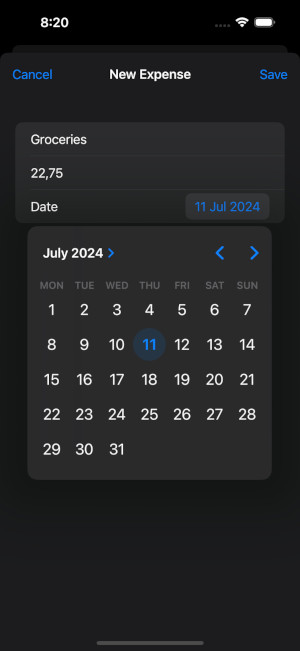 8:20
Cancel New Expense Save
Groceries
22,75
Date 11 Jul 2024
July 2024
MON TUE WED THU FRI SAT SUN
1 2 3 4 5 6 7
8 9 10 11 12 13 14
15 16 17 18 19 20 21
22 23 24 25 26 27 28
29 30 31